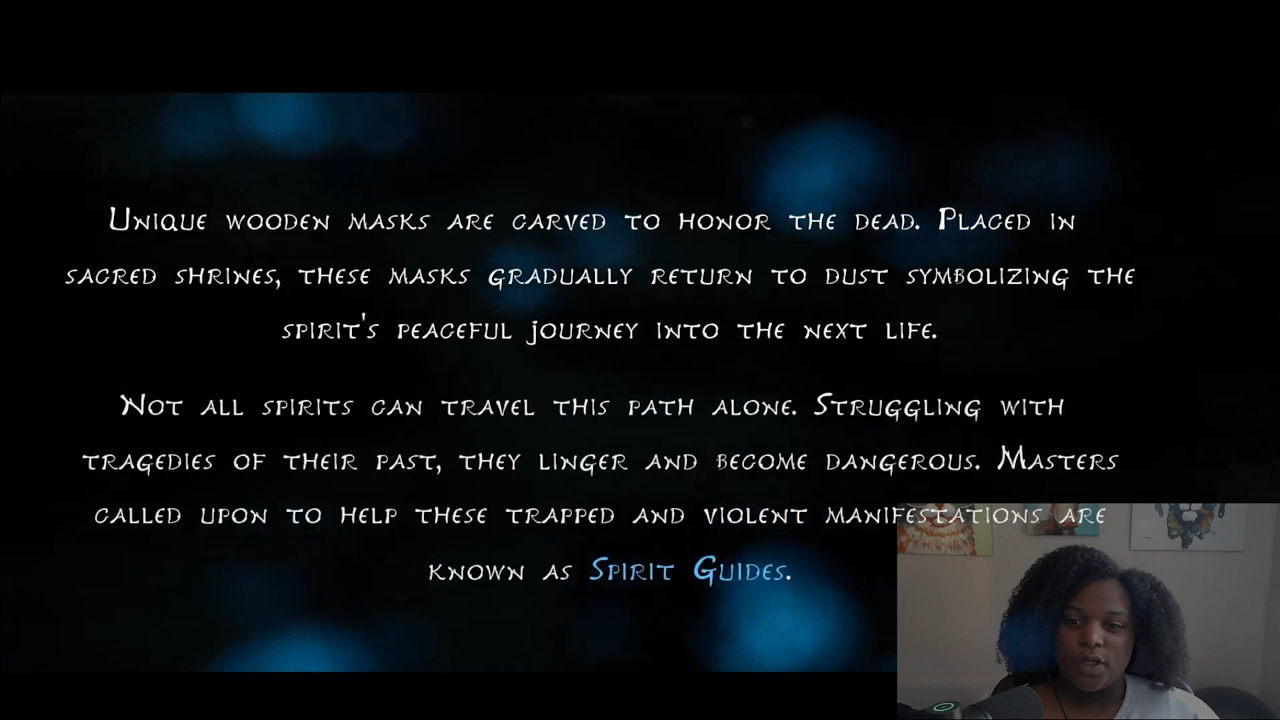 Unique wooden masks are carved to honor the dead. Placed in
sacred shrines, these masks gradually return to dust symbolizing the
spirit's peaceful journey into the next life.
Not all spirits can travel this path alone. Struggling with
tragedies of their past, they linger and become dangerous. Masters
called upon to help these trapped and violent manifestations are
known as Spirit Guides.